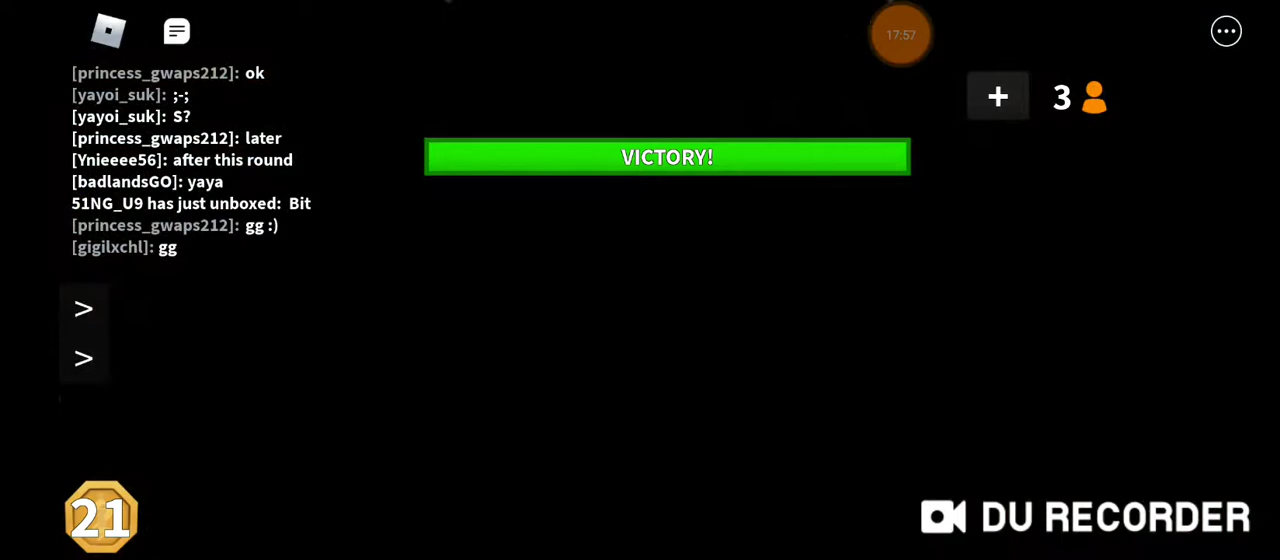 17:57
[princess_gwaps212]: ok
[yayoi_suk]: ;-;
[yayoi_suk]: S?
[princess_gwaps212]: later
[Ynieeee56]: after this round
[badlandsGO]: yaya
51NG_U9 has just unboxed: Bit
[princess_gwaps212]: gg :)
[gigilxchl]: gg
+ 3
VICTORY!
>
>
21
DU RECORDER